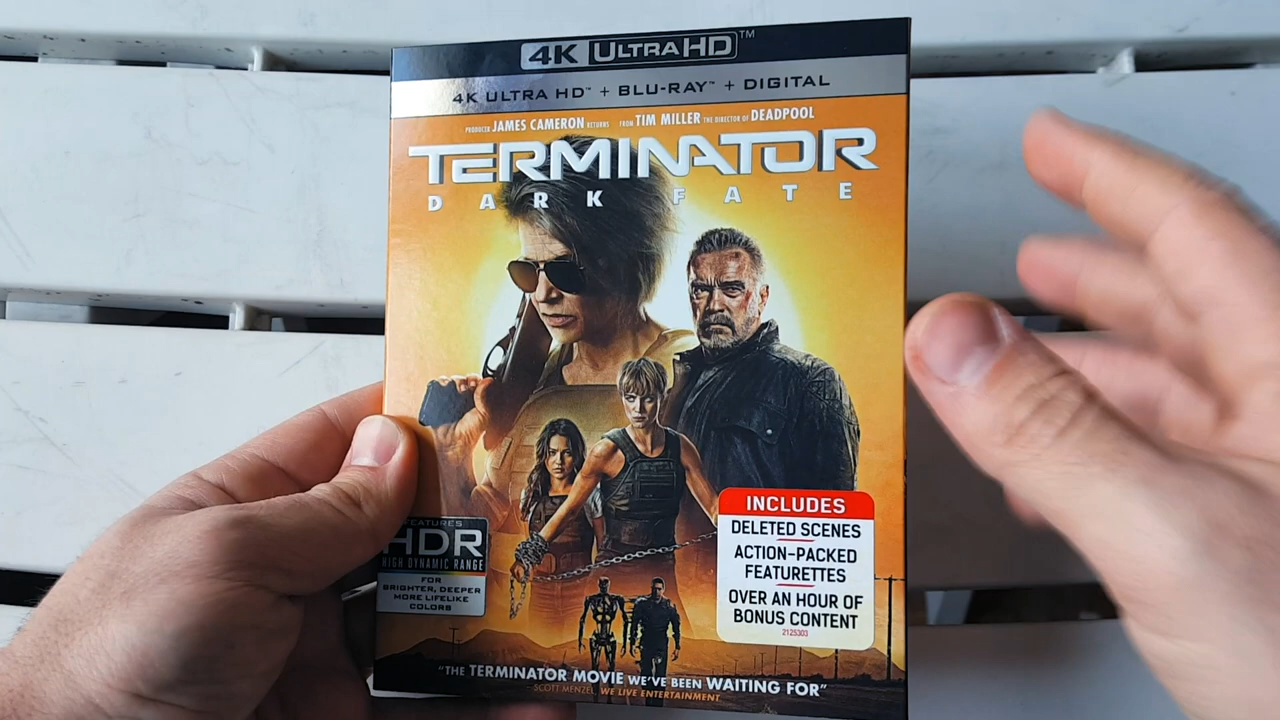 4K ULTRA HD™
4K ULTRA HD™ + BLU-RAY™ + DIGITAL
PRODUCER JAMES CAMERON RETURNS FROM TIM MILLER THE DIRECTOR OF DEADPOOL
TERMINATOR
DARK FATE
INCLUDES
DELETED SCENES
ACTION-PACKED
FEATURETTES
OVER AN HOUR OF
BONUS CONTENT
2125303
FEATURES
HDR
HIGH DYNAMIC RANGE
FOR
BRIGHTER, DEEPER
MORE LIFELIKE
COLORS
"THE TERMINATOR MOVIE WE'VE BEEN WAITING FOR"
—SCOTT MENZEL, WE LIVE ENTERTAINMENT